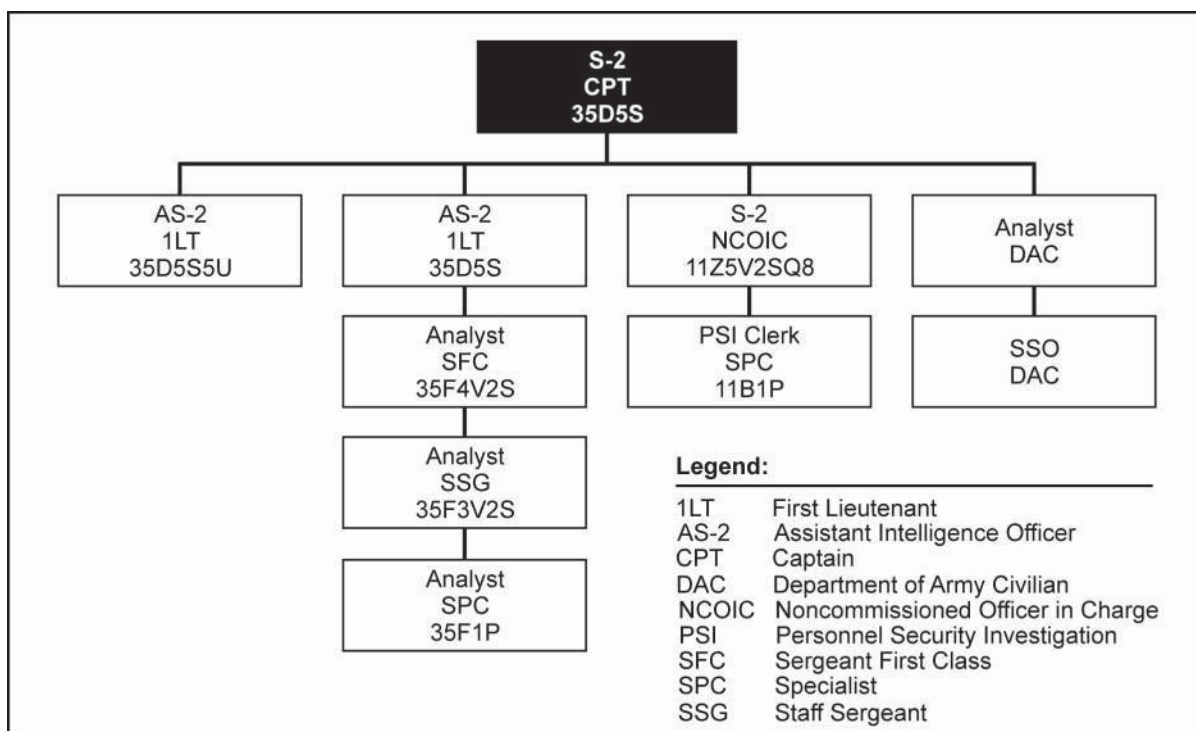 S-2
CPT
35D5S
AS-2
1LT
35D5S5U
AS-2
1LT
35D5S
S-2
NCOIC
11Z5V2SQ8
Analyst
DAC
Analyst
SFC
35F4V2S
PSI Clerk
SPC
11B1P
SSO
DAC
Analyst
SSG
35F3V2S
Analyst
SPC
35F1P
Legend:
1LT First Lieutenant
AS-2 Assistant Intelligence Officer
CPT Captain
DAC Department of Army Civilian
NCOIC Noncommissioned Officer in Charge
PSI Personnel Security Investigation
SFC Sergeant First Class
SPC Specialist
SSG Staff Sergeant